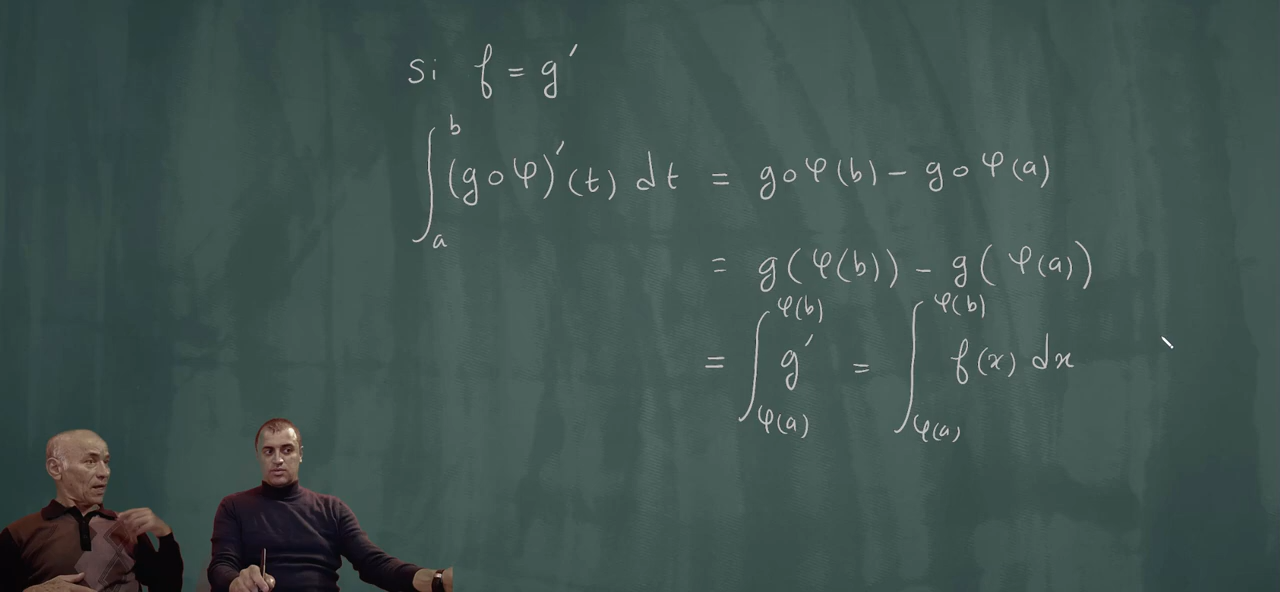 Si f = g′
∫_a^b (g∘φ)′(t) dt = g∘φ(b) − g∘φ(a)
= g(φ(b)) − g(φ(a))
= ∫_{φ(a)}^{φ(b)} g′ = ∫_{φ(a)}^{φ(b)} f(x) dx